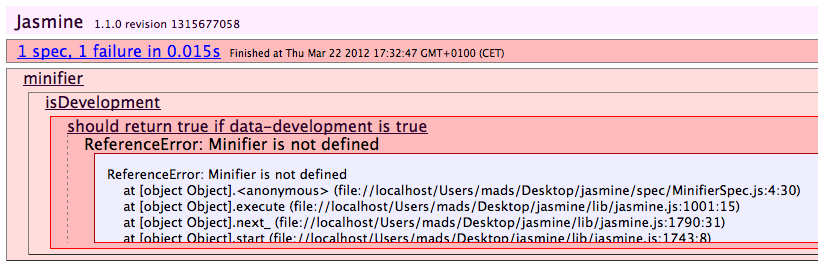 Jasmine 1.1.0 revision 1315677058
1 spec, 1 failure in 0.015s Finished at Thu Mar 22 2012 17:32:47 GMT+0100 (CET)
minifier
isDevelopment
should return true if data-development is true
ReferenceError: Minifier is not defined
ReferenceError: Minifier is not defined
at [object Object].<anonymous> (file://localhost/Users/mads/Desktop/jasmine/spec/MinifierSpec.js:4:30)
at [object Object].execute (file://localhost/Users/mads/Desktop/jasmine/lib/jasmine.js:1001:15)
at [object Object].next_ (file://localhost/Users/mads/Desktop/jasmine/lib/jasmine.js:1790:31)
at [object Object].start (file://localhost/Users/mads/Desktop/jasmine/lib/jasmine.js:1743:8)